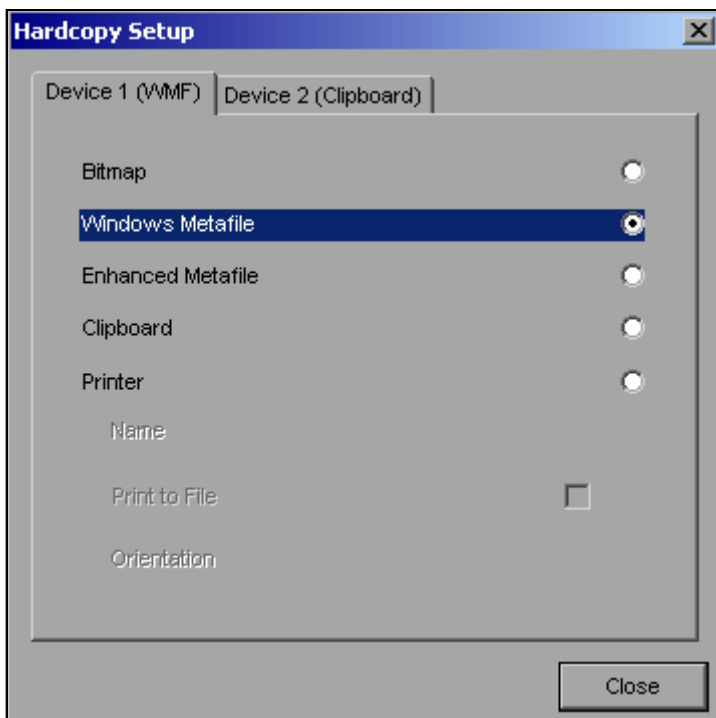 Hardcopy Setup
Device 1 (WMF) Device 2 (Clipboard)
Bitmap
Windows Metafile
Enhanced Metafile
Clipboard
Printer
Name
Print to File
Orientation
Close